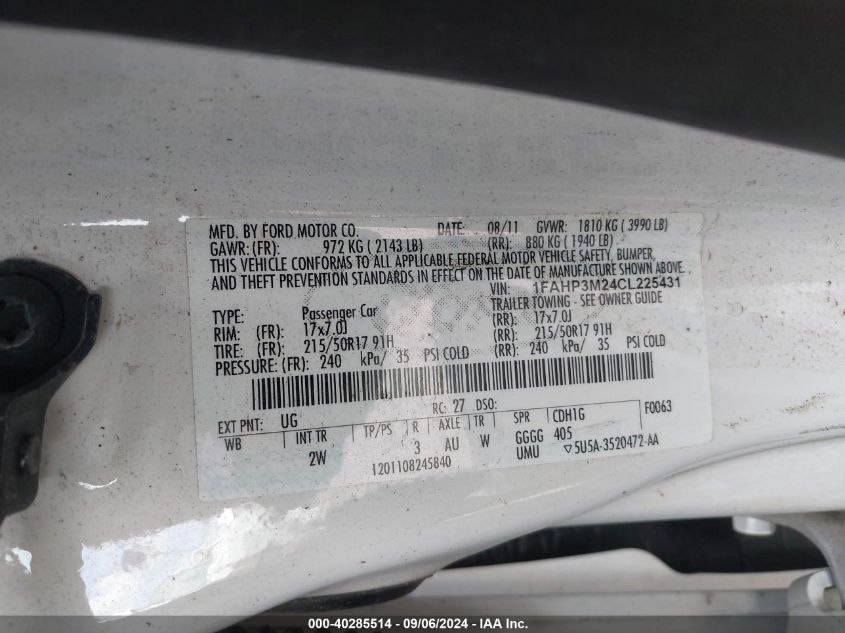 MFD. BY FORD MOTOR CO. DATE: 08/11 GVWR: 1810 KG ( 3990 LB)
GAWR: (FR): 972 KG ( 2143 LB) (RR): 880 KG ( 1940 LB)
THIS VEHICLE CONFORMS TO ALL APPLICABLE FEDERAL MOTOR VEHICLE SAFETY, BUMPER,
AND THEFT PREVENTION STANDARDS IN EFFECT ON THE DATE OF MANUFACTURE SHOWN ABOVE.
VIN: 1FAHP3M24CL225431
TRAILER TOWING - SEE OWNER GUIDE
TYPE: Passenger Car
RIM: (FR): 17x7.0J (RR): 17x7.0J
TIRE: (FR): 215/50R17 91H (RR): 215/50R17 91H
PRESSURE: (FR): 240 kPa/ 35 PSI COLD (RR): 240 kPa/ 35 PSI COLD
EXT PNT: UG RC: 27 DSO: F0063
WB INT TR TP/PS R AXLE TR SPR CDH1G
2W 3 AU W GGGG 405
UMU 5U5A-3520472-AA
1201108245840
000-40285514 - 09/06/2024 - IAA Inc.